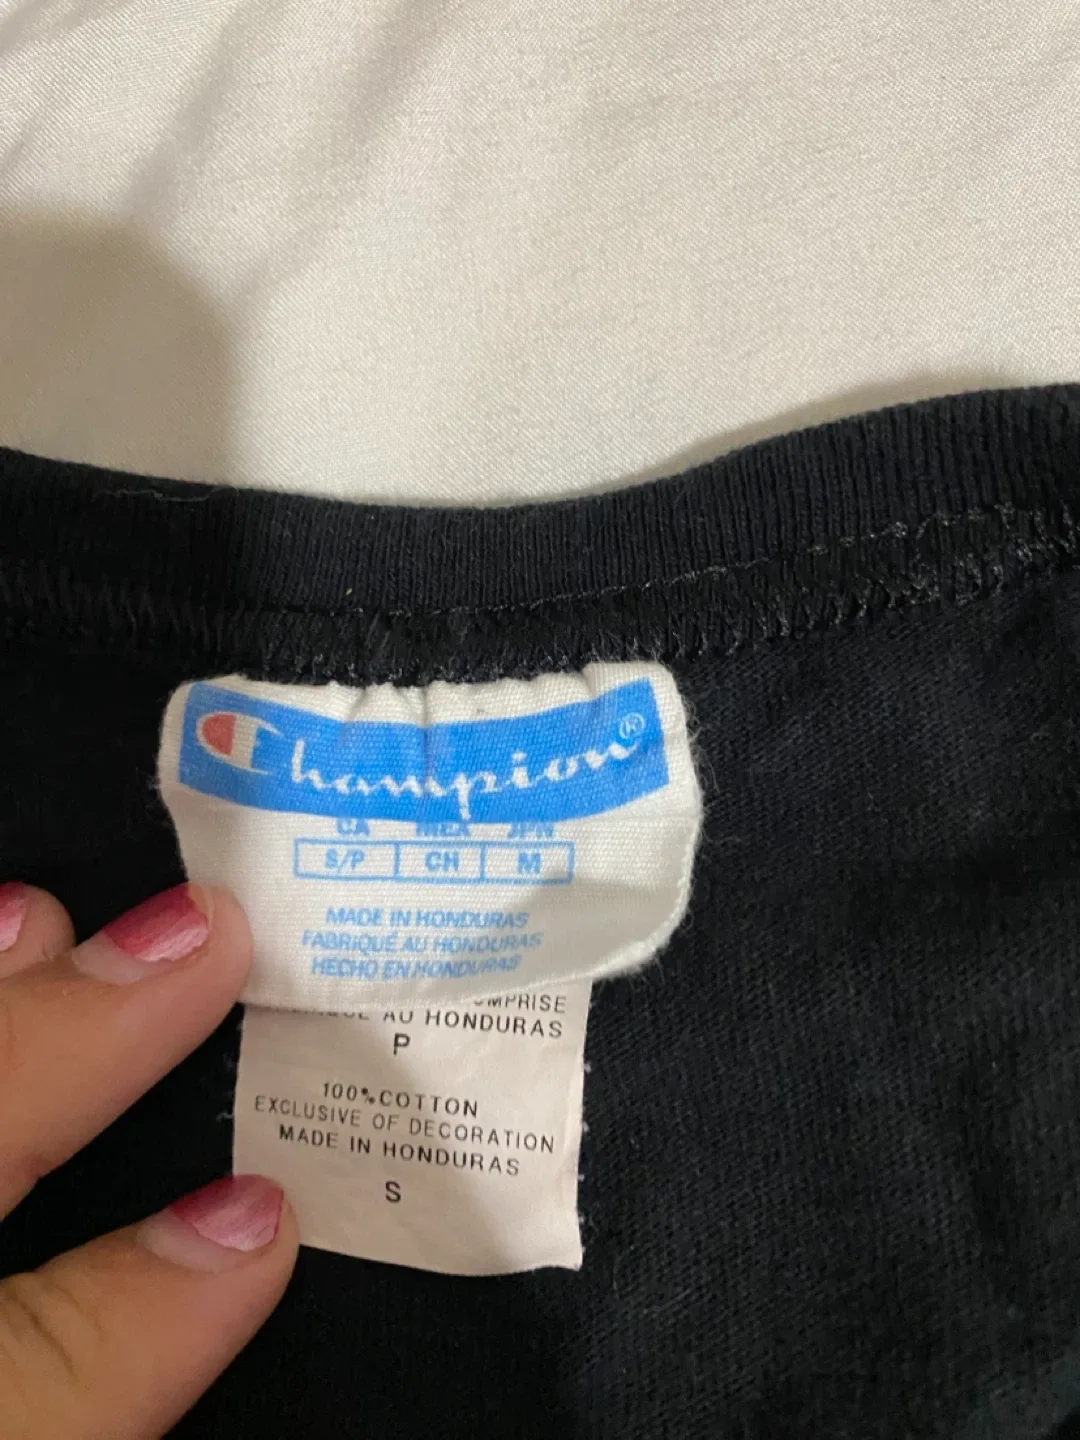 Champion®
CA MEX JPN
S/P CH M
MADE IN HONDURAS
FABRIQUÉ AU HONDURAS
HECHO EN HONDURAS
AU HONDURAS
P
100% COTTON
EXCLUSIVE OF DECORATION
MADE IN HONDURAS
S